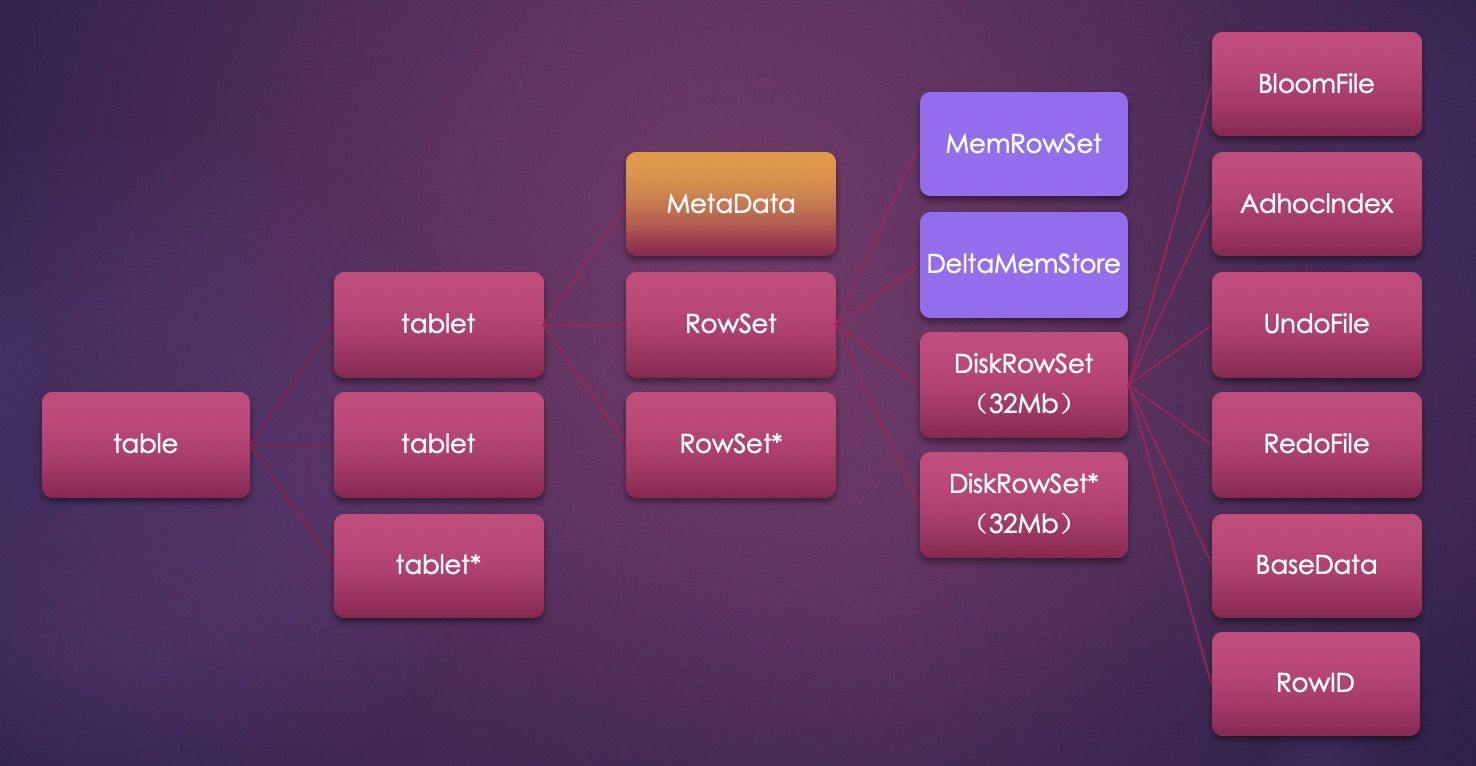 table
tablet
tablet
tablet*
MetaData
RowSet
RowSet*
MemRowSet
DeltaMemStore
DiskRowSet
（32Mb）
DiskRowSet*
（32Mb）
BloomFile
AdhocIndex
UndoFile
RedoFile
BaseData
RowID